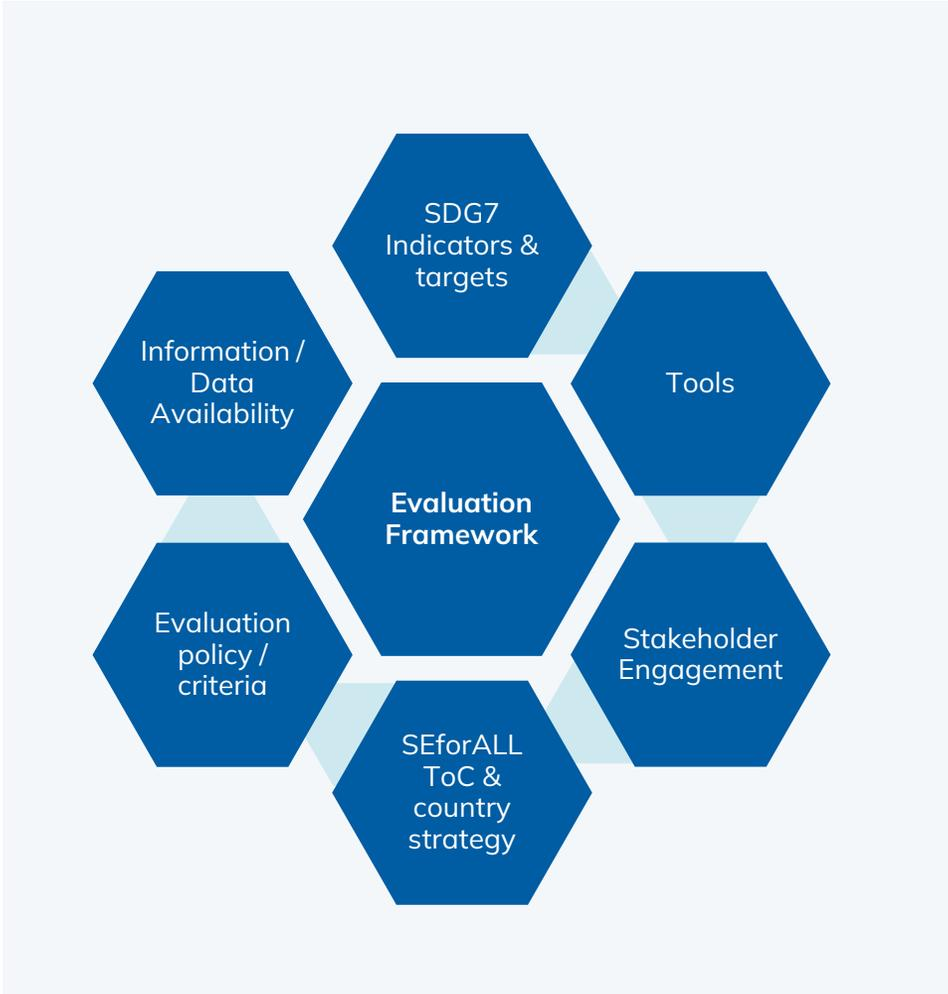 SDG7
Indicators &
targets
Information /
Data
Availability
Tools
Evaluation
Framework
Evaluation
policy /
criteria
Stakeholder
Engagement
SEforALL
ToC &
country
strategy